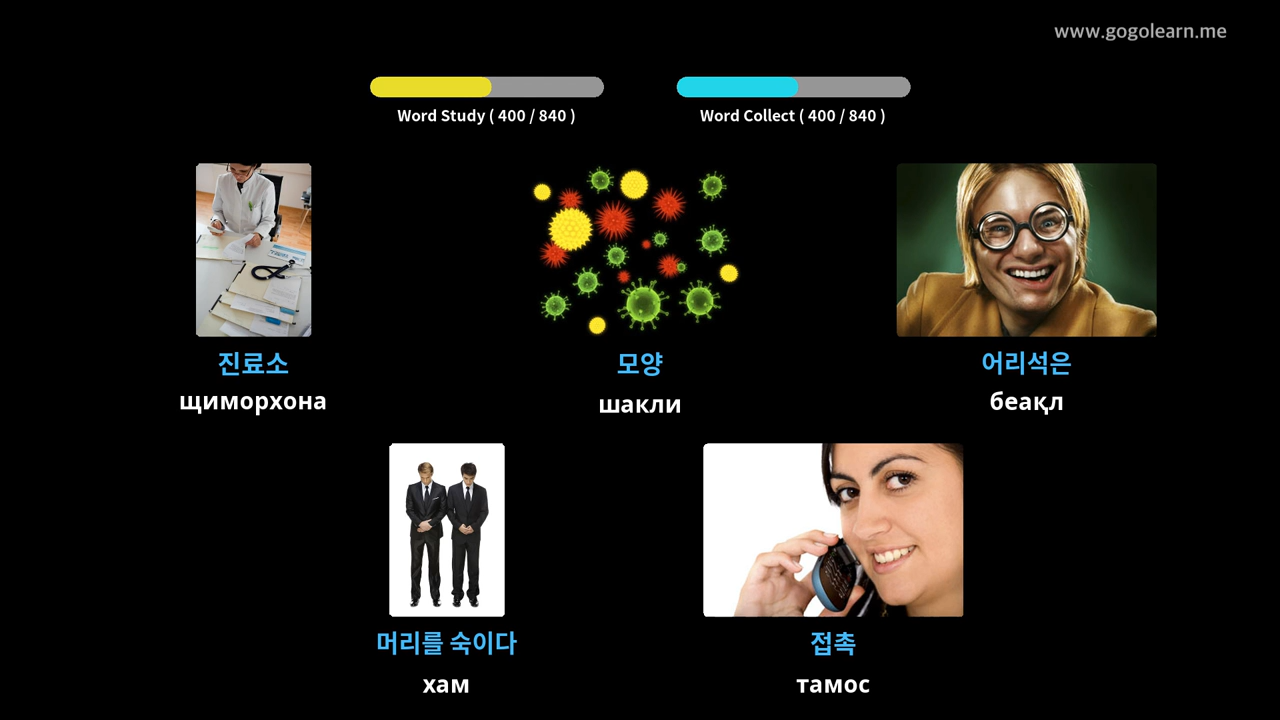 www.gogolearn.me
Word Study ( 400 / 840 )
Word Collect ( 400 / 840 )
진료소
щиморхона
모양
шакли
어리석은
беақл
머리를 숙이다
хам
접촉
тамос